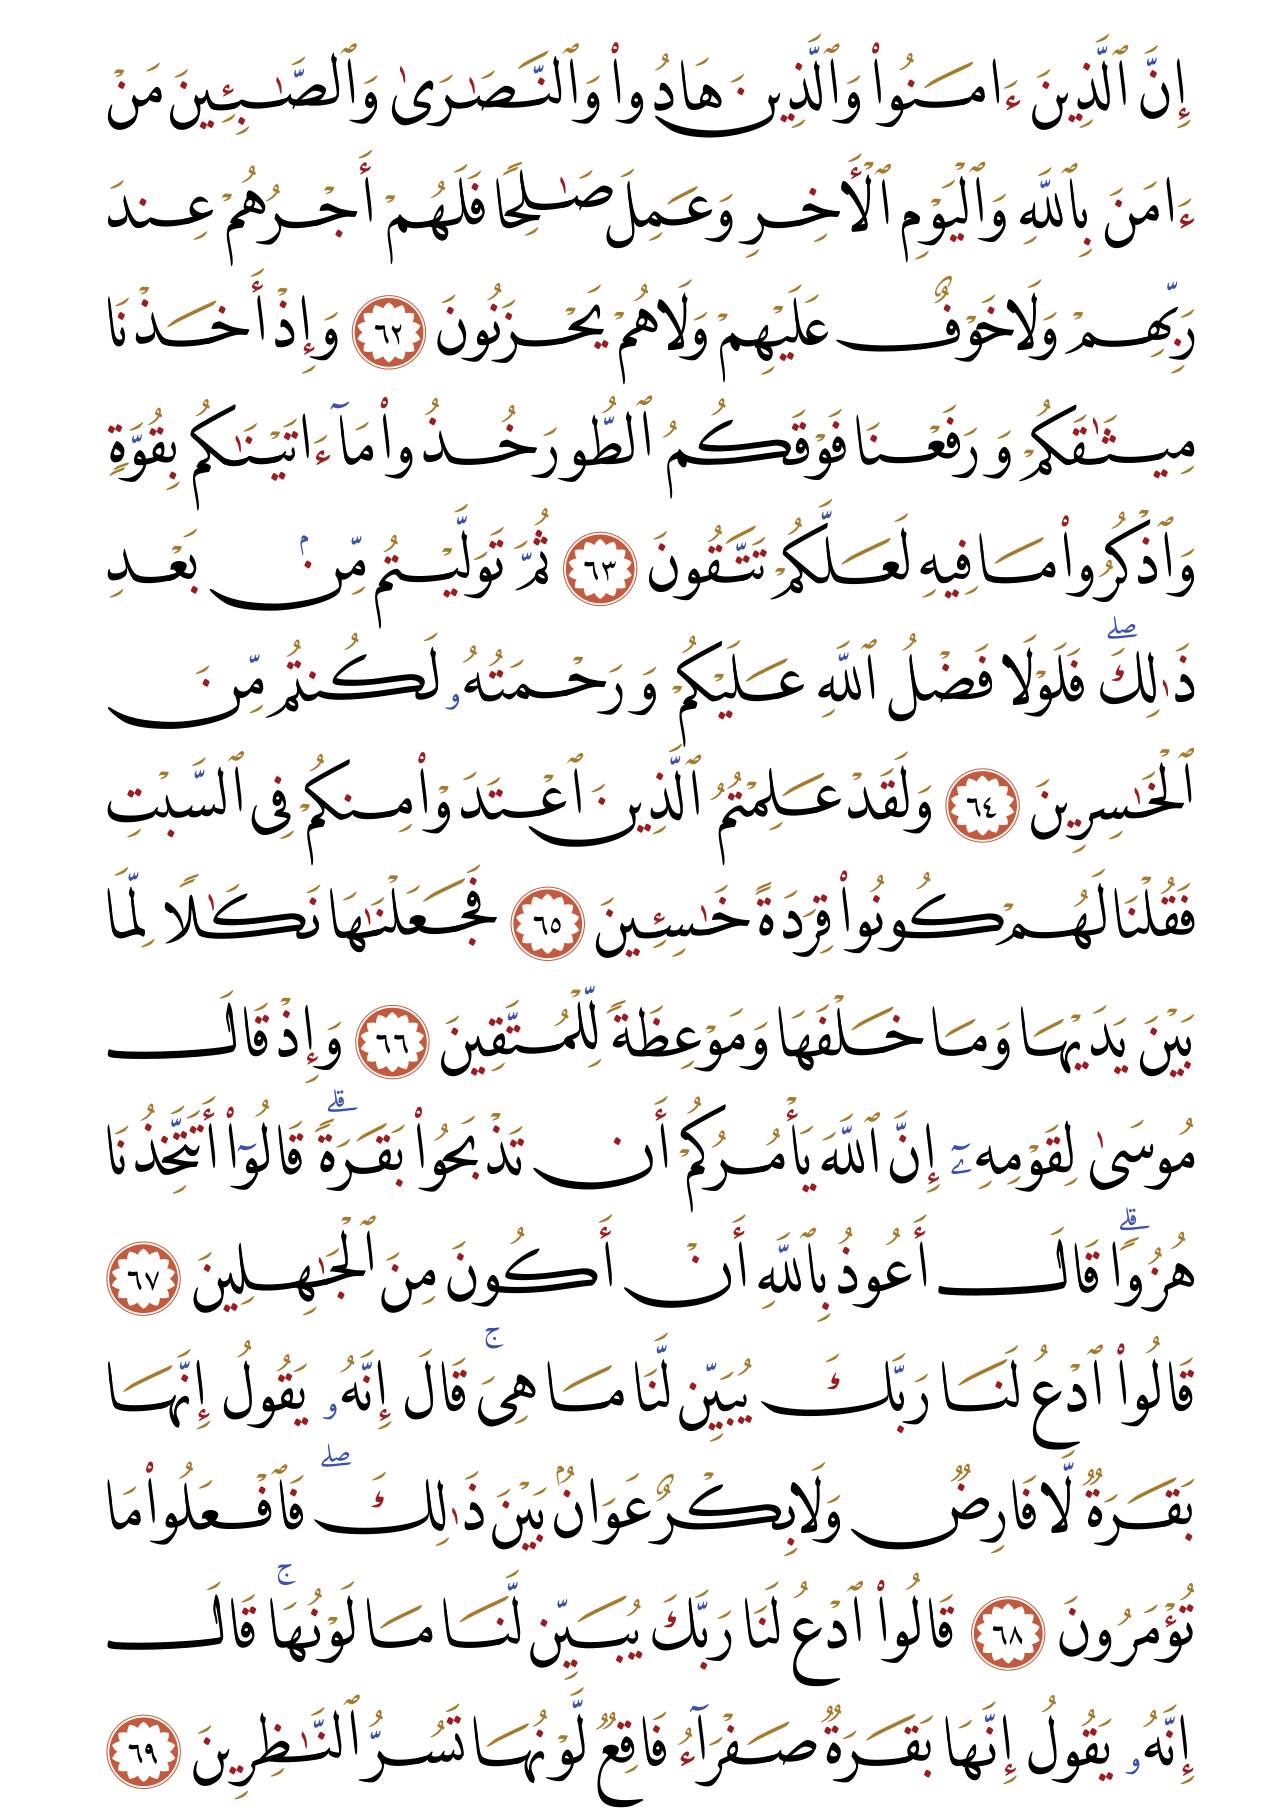 إِنَّ ٱلَّذِينَ ءَامَنُوا۟ وَٱلَّذِينَ هَادُوا۟ وَٱلنَّصَـٰرَىٰ وَٱلصَّـٰبِـِٔينَ مَنْ
ءَامَنَ بِٱللَّهِ وَٱلْيَوْمِ ٱلْأَخِرِ وَعَمِلَ صَـٰلِحًا فَلَهُمْ أَجْرُهُمْ عِندَ
رَبِّهِمْ وَلَا خَوْفٌ عَلَيْهِمْ وَلَا هُمْ يَحْزَنُونَ ٦٢ وَإِذْ أَخَذْنَا
مِيثَـٰقَكُمْ وَرَفَعْنَا فَوْقَكُمُ ٱلطُّورَ خُذُوا۟ مَآ ءَاتَيْنَـٰكُم بِقُوَّةٍ
وَٱذْكُرُوا۟ مَا فِيهِ لَعَلَّكُمْ تَتَّقُونَ ٦٣ ثُمَّ تَوَلَّيْتُم مِّنۢ بَعْدِ
ذَٰلِكَ ۖ فَلَوْلَا فَضْلُ ٱللَّهِ عَلَيْكُمْ وَرَحْمَتُهُۥ لَكُنتُم مِّنَ
ٱلْخَـٰسِرِينَ ٦٤ وَلَقَدْ عَلِمْتُمُ ٱلَّذِينَ ٱعْتَدَوْا۟ مِنكُمْ فِى ٱلسَّبْتِ
فَقُلْنَا لَهُمْ كُونُوا۟ قِرَدَةً خَـٰسِـِٔينَ ٦٥ فَجَعَلْنَـٰهَا نَكَـٰلًا لِّمَا
بَيْنَ يَدَيْهَا وَمَا خَلْفَهَا وَمَوْعِظَةً لِّلْمُتَّقِينَ ٦٦ وَإِذْ قَالَ
مُوسَىٰ لِقَوْمِهِۦٓ إِنَّ ٱللَّهَ يَأْمُرُكُمْ أَن تَذْبَحُوا۟ بَقَرَةً ۖ قَالُوٓا۟ أَتَتَّخِذُنَا
هُزُوًا ۖ قَالَ أَعُوذُ بِٱللَّهِ أَنْ أَكُونَ مِنَ ٱلْجَـٰهِلِينَ ٦٧
قَالُوا۟ ٱدْعُ لَنَا رَبَّكَ يُبَيِّن لَّنَا مَا هِىَ ۚ قَالَ إِنَّهُۥ يَقُولُ إِنَّهَا
بَقَرَةٌ لَّا فَارِضٌ وَلَا بِكْرٌ عَوَانٌۢ بَيْنَ ذَٰلِكَ ۖ فَٱفْعَلُوا۟ مَا
تُؤْمَرُونَ ٦٨ قَالُوا۟ ٱدْعُ لَنَا رَبَّكَ يُبَيِّن لَّنَا مَا لَوْنُهَا ۚ قَالَ
إِنَّهُۥ يَقُولُ إِنَّهَا بَقَرَةٌ صَفْرَآءُ فَاقِعٌ لَّوْنُهَا تَسُرُّ ٱلنَّـٰظِرِينَ ٦٩